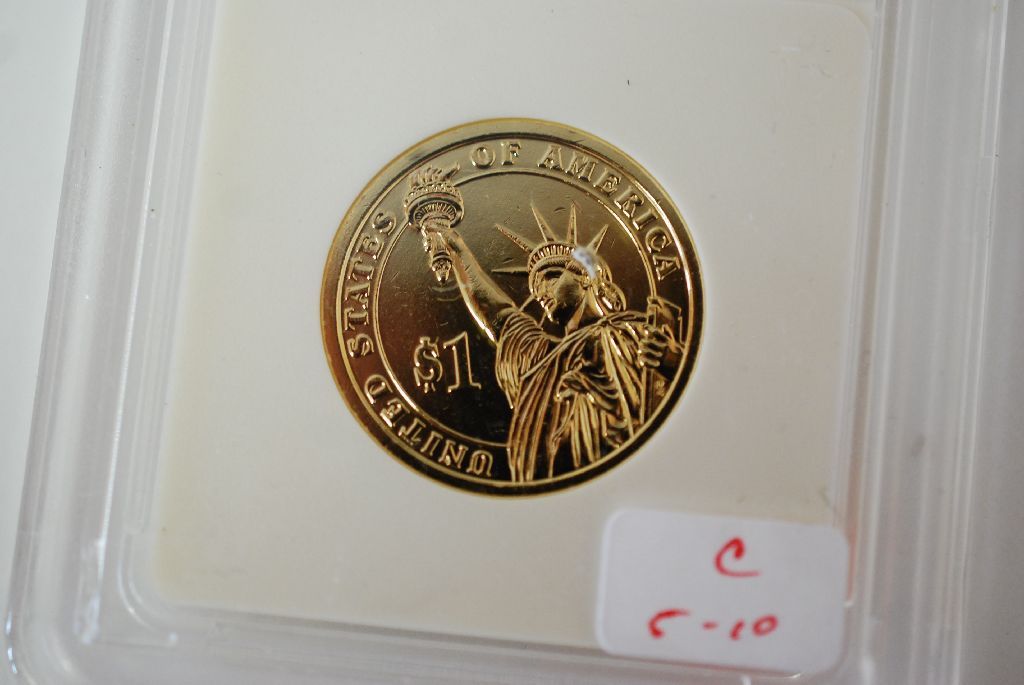 UNITED STATES OF AMERICA
$1
C
5-10